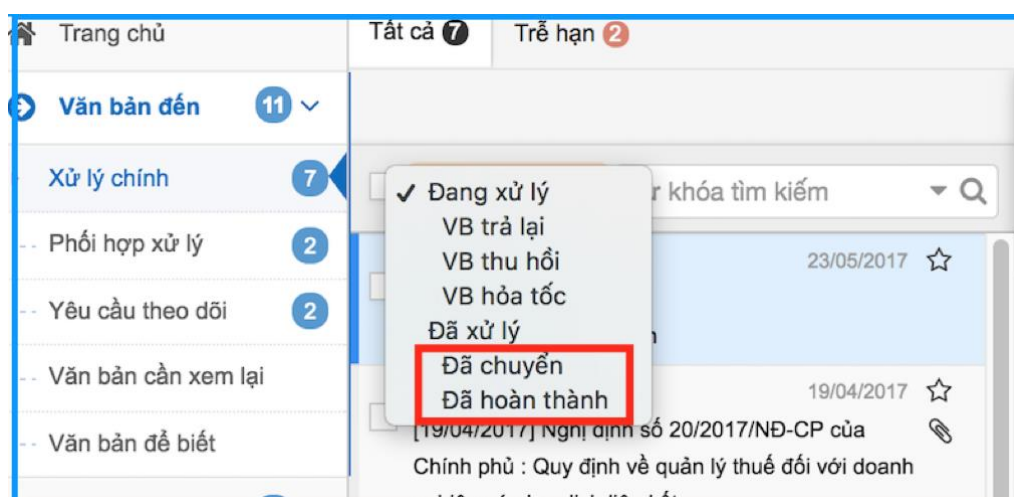 Trang chủ
Tất cả 7
Trễ hạn 2
Văn bản đến 11
Xử lý chính 7
Phối hợp xử lý 2
Yêu cầu theo dõi 2
Văn bản cần xem lại
Văn bản để biết
✓ Đang xử lý
VB trả lại
VB thu hồi
VB hỏa tốc
Đã xử lý
Đã chuyển
Đã hoàn thành
khóa tìm kiếm
23/05/2017
19/04/2017
[19/04/2017] Nghị định số 20/2017/NĐ-CP của
Chính phủ : Quy định về quản lý thuế đối với doanh